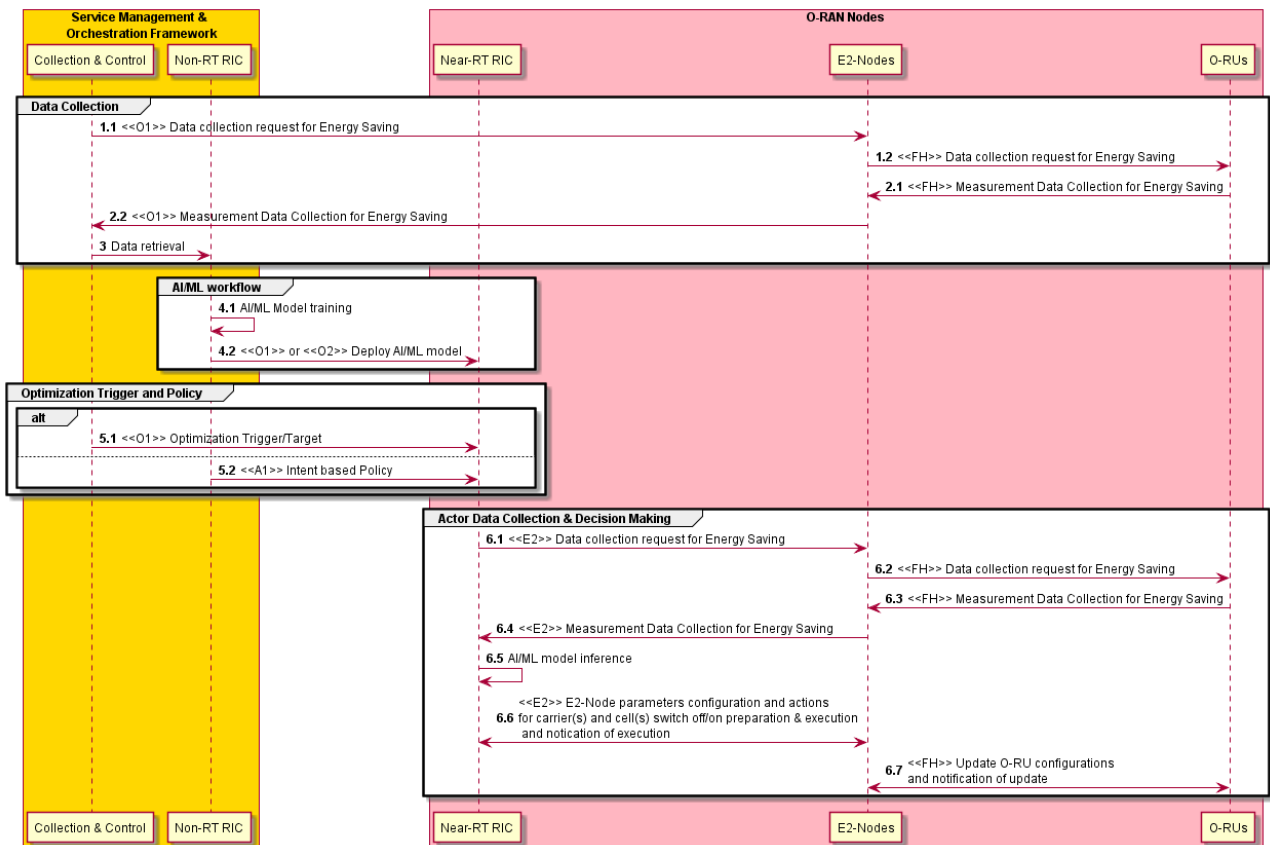 Service Management &
Orchestration Framework
O-RAN Nodes
Collection & Control
Non-RT RIC
Near-RT RIC
E2-Nodes
O-RUs
Data Collection
1.1 <<O1>> Data collection request for Energy Saving
1.2 <<FH>> Data collection request for Energy Saving
2.1 <<FH>> Measurement Data Collection for Energy Saving
2.2 <<O1>> Measurement Data Collection for Energy Saving
3 Data retrieval
AI/ML workflow
4.1 AI/ML Model training
4.2 <<O1>> or <<O2>> Deploy AI/ML model
Optimization Trigger and Policy
alt
5.1 <<O1>> Optimization Trigger/Target
5.2 <<A1>> Intent based Policy
Actor Data Collection & Decision Making
6.1 <<E2>> Data collection request for Energy Saving
6.2 <<FH>> Data collection request for Energy Saving
6.3 <<FH>> Measurement Data Collection for Energy Saving
6.4 <<E2>> Measurement Data Collection for Energy Saving
6.5 AI/ML model inference
<<E2>> E2-Node parameters configuration and actions
6.6 for carrier(s) and cell(s) switch off/on preparation & execution
and notication of execution
6.7 <<FH>> Update O-RU configurations
and notification of update
Collection & Control
Non-RT RIC
Near-RT RIC
E2-Nodes
O-RUs